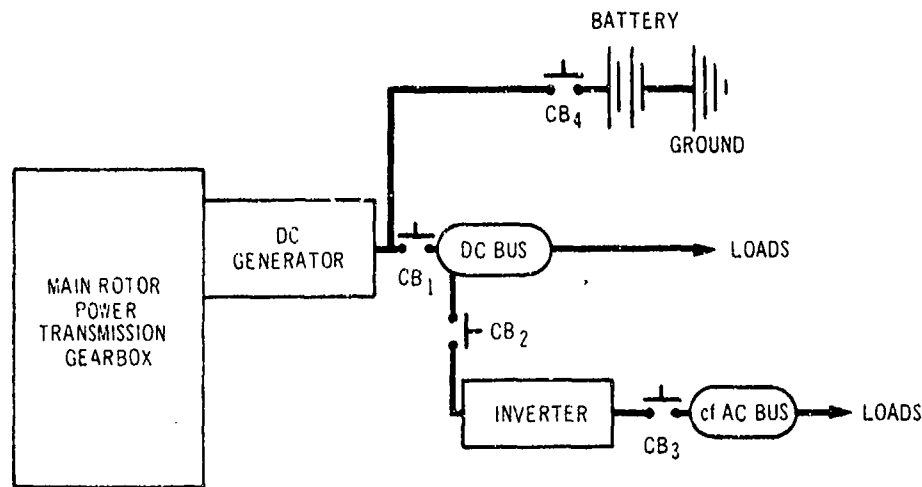 BATTERY
CB4
GROUND
DC
GENERATOR
CB1
DC BUS
LOADS
MAIN ROTOR
POWER
TRANSMISSION
GEARBOX
CB2
INVERTER
CB3
cf AC BUS
LOADS